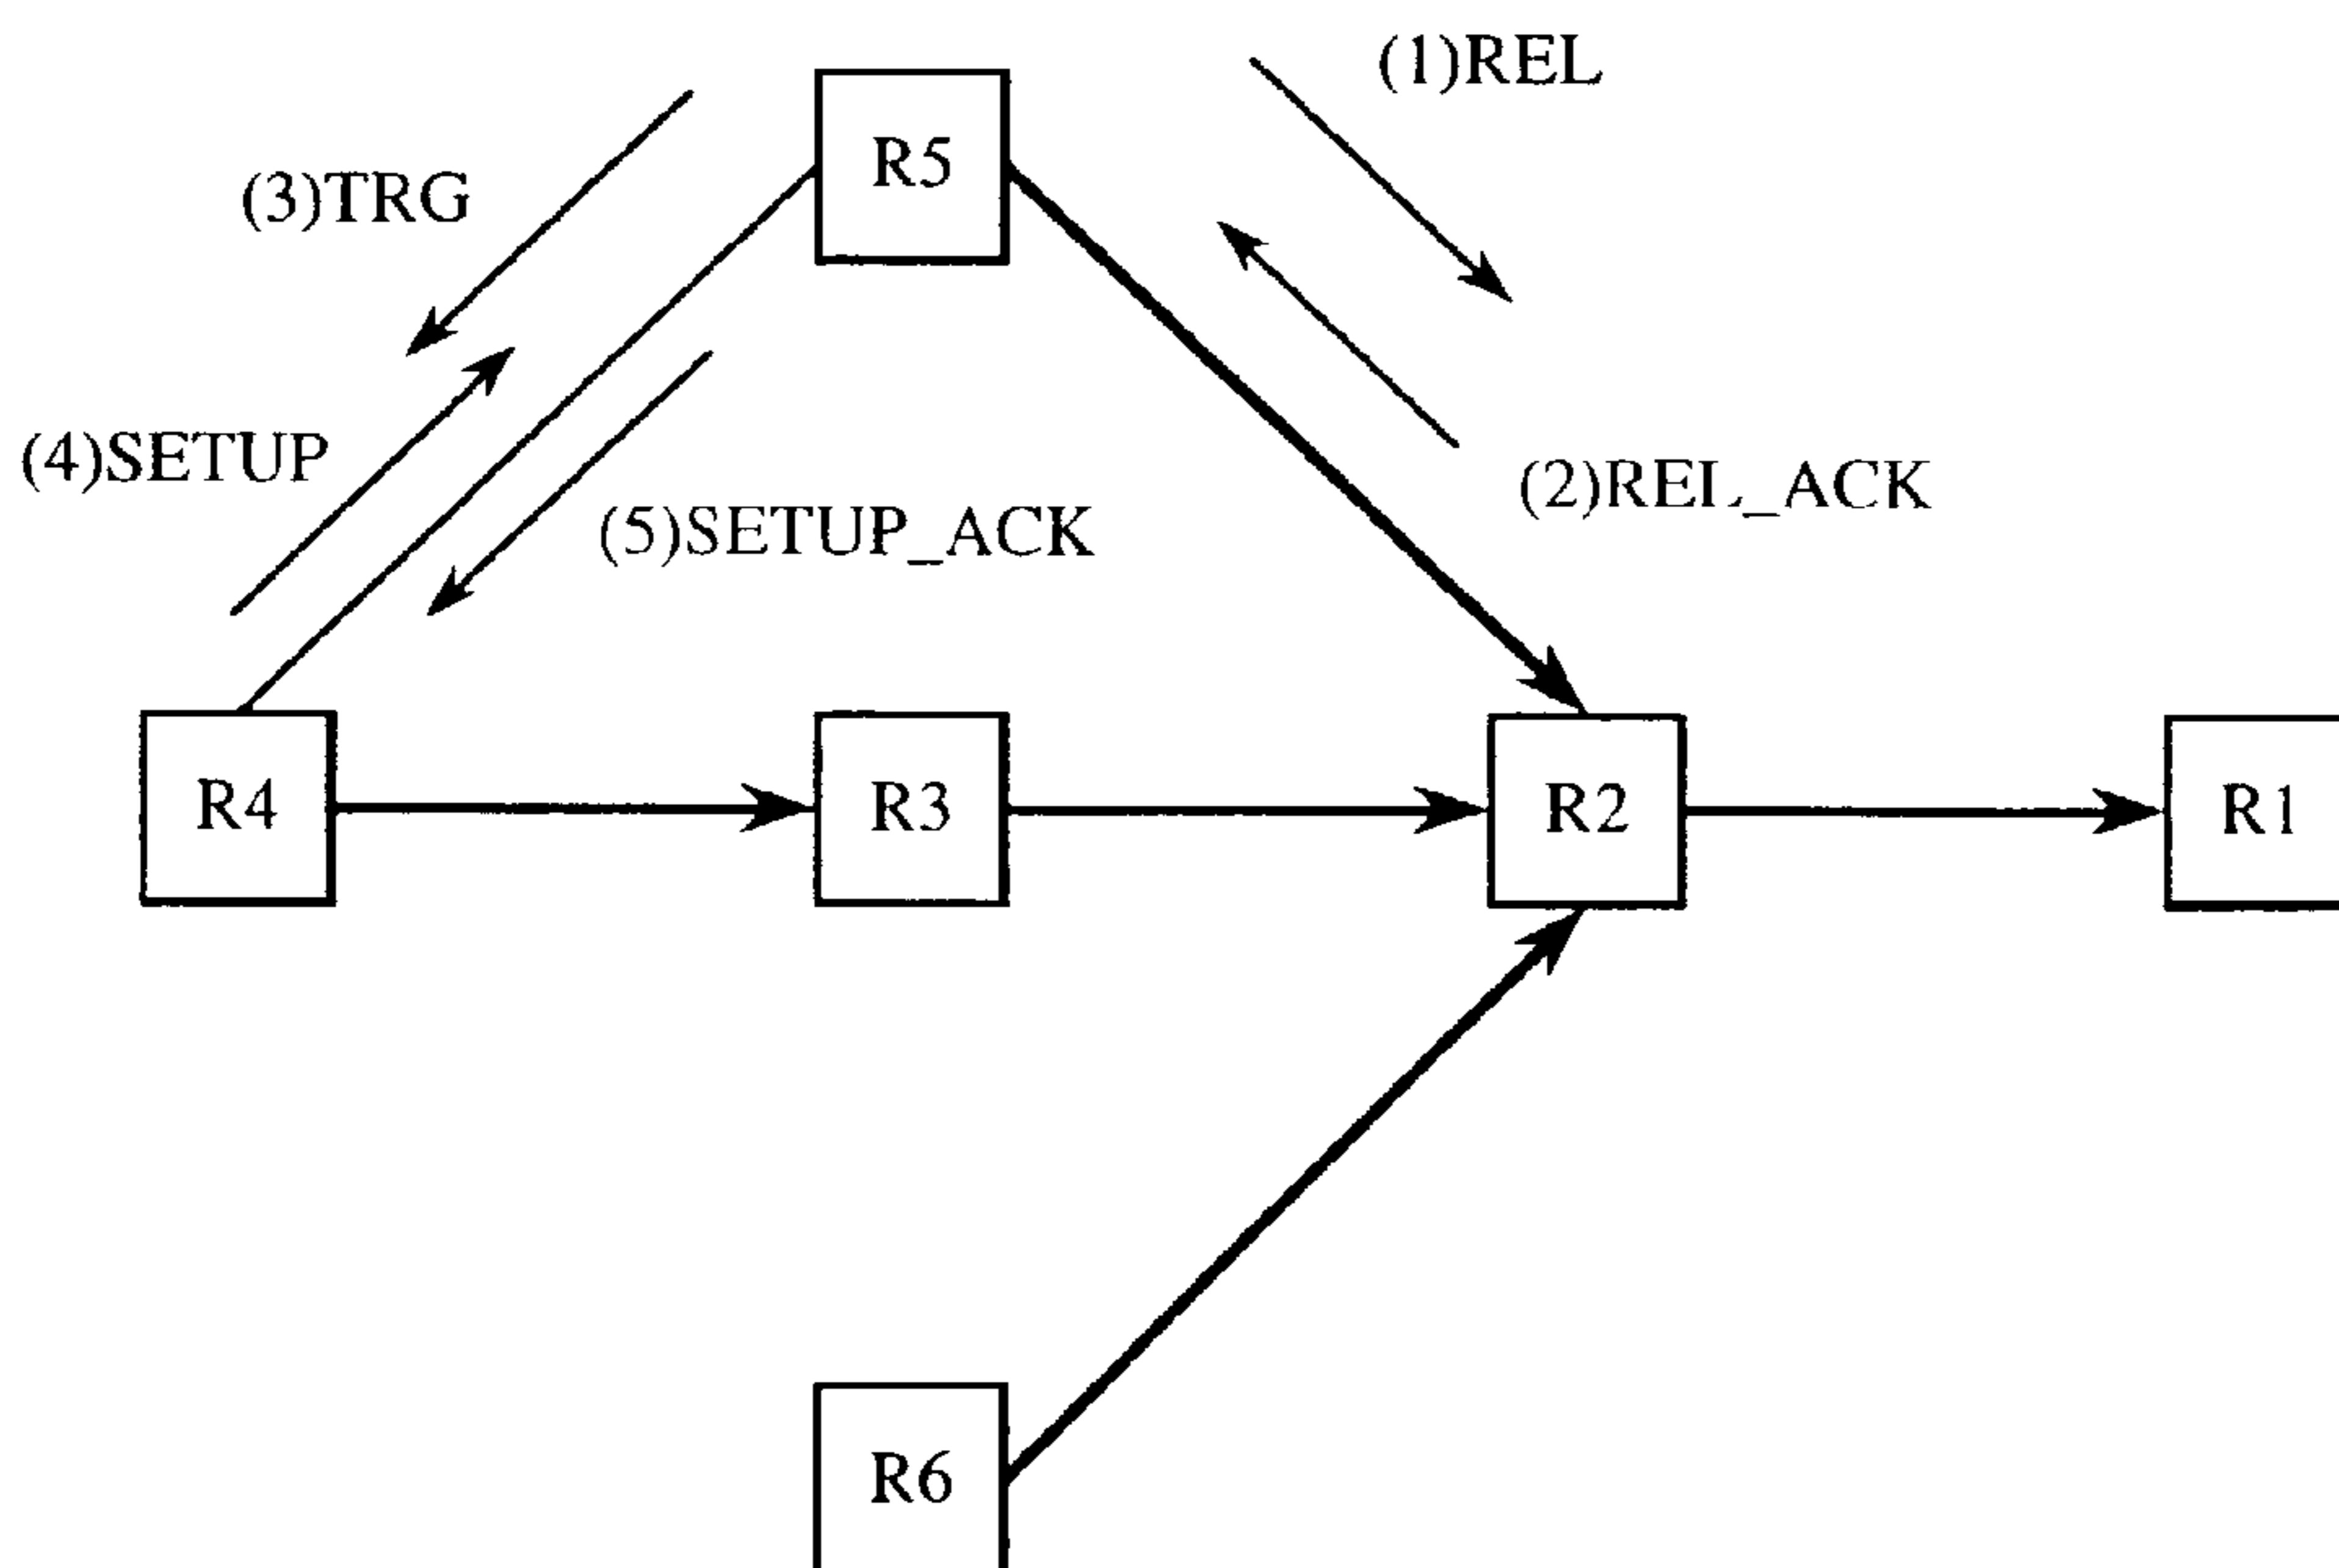 (1)REL
R5
(3)TRG
(4)SETUP
(2)REL_ACK
(5)SETUP_ACK
R4
R3
R2
R1
R6